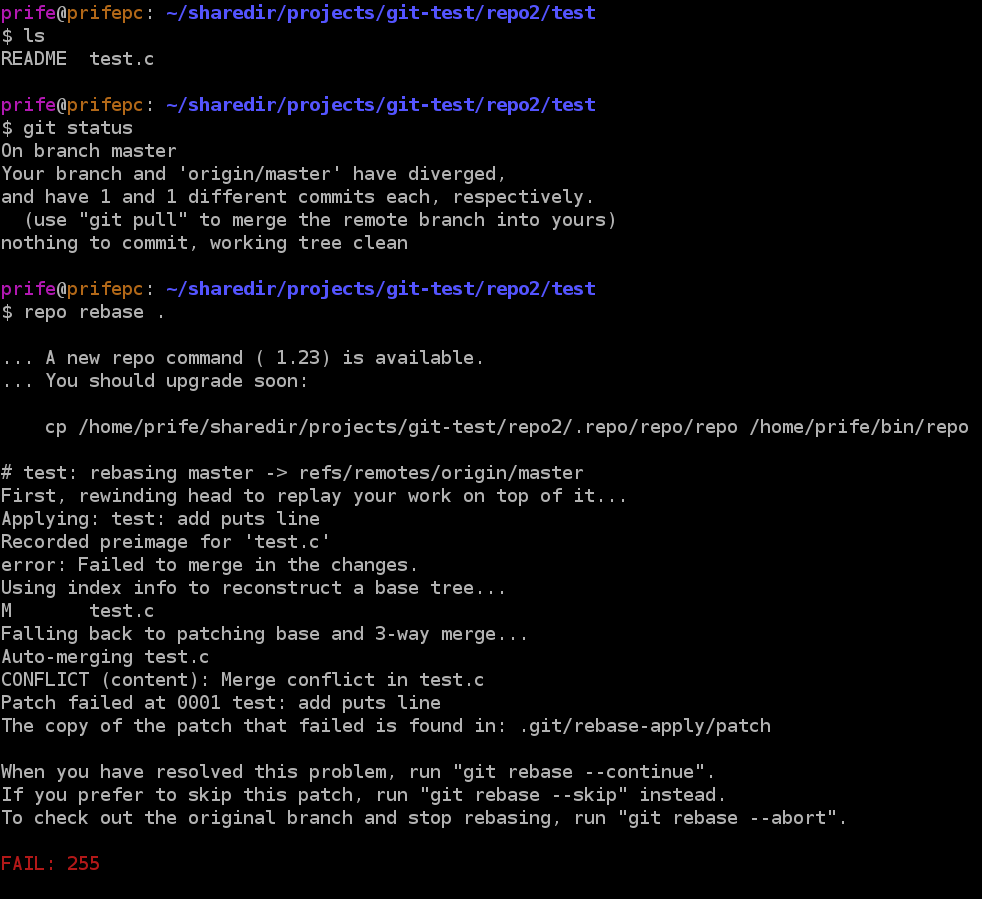 prife@prifepc: ~/sharedir/projects/git-test/repo2/test
$ ls
README  test.c
prife@prifepc: ~/sharedir/projects/git-test/repo2/test
$ git status
On branch master
Your branch and 'origin/master' have diverged,
and have 1 and 1 different commits each, respectively.
  (use "git pull" to merge the remote branch into yours)
nothing to commit, working tree clean
prife@prifepc: ~/sharedir/projects/git-test/repo2/test
$ repo rebase .
... A new repo command ( 1.23) is available.
... You should upgrade soon:
    cp /home/prife/sharedir/projects/git-test/repo2/.repo/repo/repo /home/prife/bin/repo
# test: rebasing master -> refs/remotes/origin/master
First, rewinding head to replay your work on top of it...
Applying: test: add puts line
Recorded preimage for 'test.c'
error: Failed to merge in the changes.
Using index info to reconstruct a base tree...
M       test.c
Falling back to patching base and 3-way merge...
Auto-merging test.c
CONFLICT (content): Merge conflict in test.c
Patch failed at 0001 test: add puts line
The copy of the patch that failed is found in: .git/rebase-apply/patch
When you have resolved this problem, run "git rebase --continue".
If you prefer to skip this patch, run "git rebase --skip" instead.
To check out the original branch and stop rebasing, run "git rebase --abort".
FAIL: 255